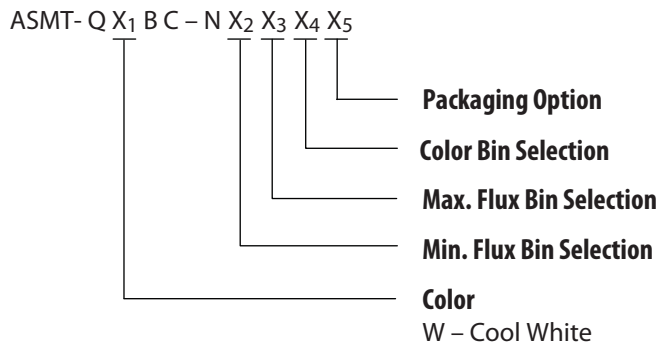 ASMT- Q X1 B C – N X2 X3 X4 X5
Packaging Option
Color Bin Selection
Max. Flux Bin Selection
Min. Flux Bin Selection
Color
W – Cool White